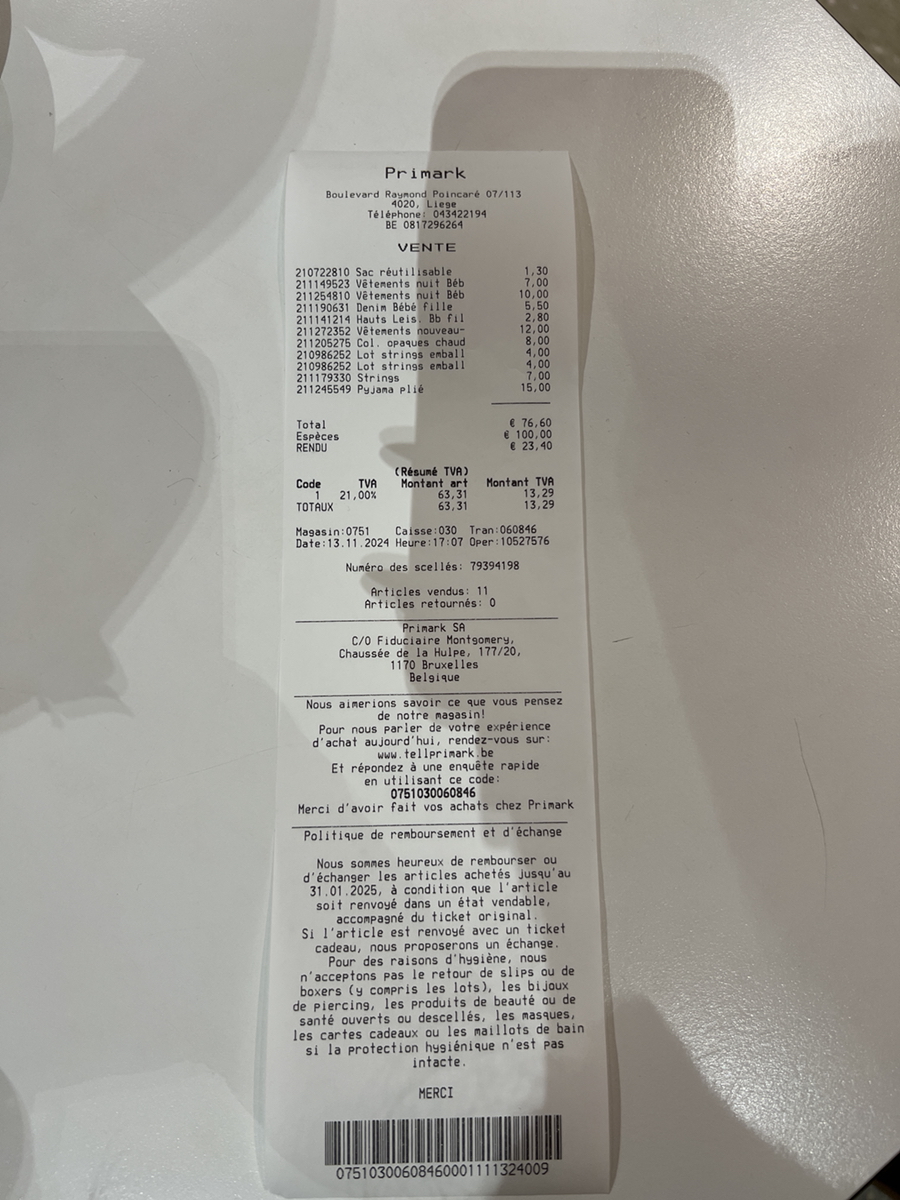 Primark
Boulevard Raymond Poincaré 07/113
4020, Liege
Téléphone: 043422194
BE 0817296264
VENTE
210722810 Sac réutilisable 1,30
211149523 Vêtements nuit Béb 7,00
211254810 Vêtements nuit Béb 10,00
211190631 Denim Bébé fille 5,50
211141214 Hauts Leis. Bb fil 2,80
211272352 Vêtements nouveau- 12,00
211205275 Col. opaques chaud 8,00
210986252 Lot strings emball 4,00
210986252 Lot strings emball 4,00
211179330 Strings 7,00
211245549 Pyjama plié 15,00
Total € 76,60
Espèces € 100,00
RENDU € 23,40
(Résumé TVA)
Code TVA Montant art Montant TVA
1 21,00% 63,31 13,29
TOTAUX 63,31 13,29
Magasin:0751 Caisse:030 Tran:060846
Date:13.11.2024 Heure:17:07 Oper:10527576
Numéro des scellés: 79394198
Articles vendus: 11
Articles retournés: 0
Primark SA
C/O Fiduciaire Montgomery,
Chaussée de la Hulpe, 177/20,
1170 Bruxelles
Belgique
Nous aimerions savoir ce que vous pensez
de notre magasin!
Pour nous parler de votre expérience
d'achat aujourd'hui, rendez-vous sur:
www.tellprimark.be
Et répondez à une enquête rapide
en utilisant ce code:
0751030060846
Merci d'avoir fait vos achats chez Primark
Politique de remboursement et d'échange
Nous sommes heureux de rembourser ou
d'échanger les articles achetés jusqu'au
31.01.2025, à condition que l'article
soit renvoyé dans un état vendable,
accompagné du ticket original.
Si l'article est renvoyé avec un ticket
cadeau, nous proposerons un échange.
Pour des raisons d'hygiène, nous
n'acceptons pas le retour de slips ou de
boxers (y compris les lots), les bijoux
de piercing, les produits de beauté ou de
santé ouverts ou descellés, les masques,
les cartes cadeaux ou les maillots de bain
si la protection hygiénique n'est pas
intacte.
MERCI
07510300608460001111324009